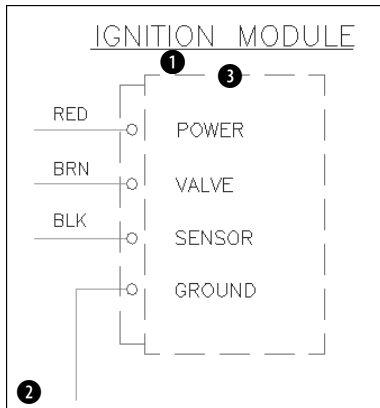 IGNITION MODULE
1
3
RED
POWER
BRN
VALVE
BLK
SENSOR
GROUND
2